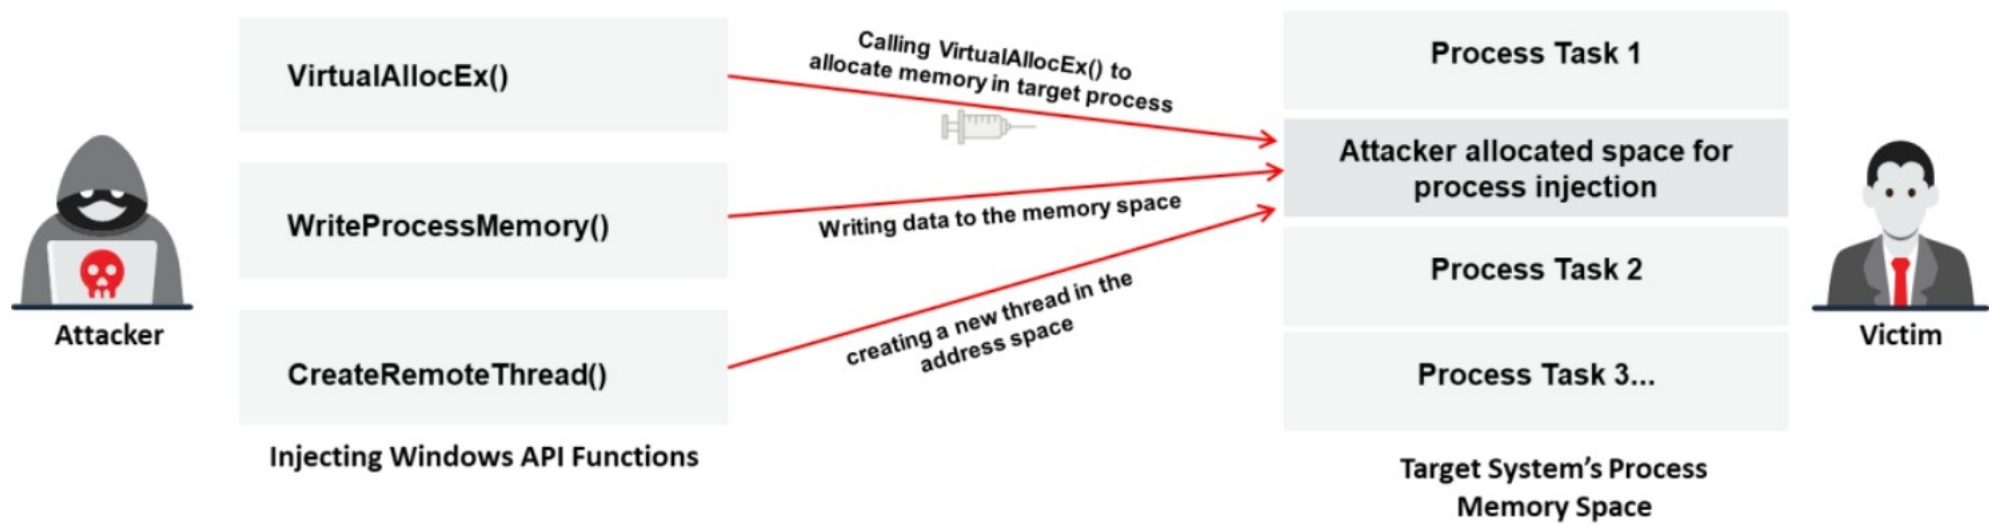 Attacker
VirtualAllocEx()
WriteProcessMemory()
CreateRemoteThread()
Injecting Windows API Functions
Calling VirtualAllocEx() to
allocate memory in target process
Writing data to the memory space
creating a new thread in the
address space
Process Task 1
Attacker allocated space for
process injection
Process Task 2
Process Task 3...
Target System's Process
Memory Space
Victim